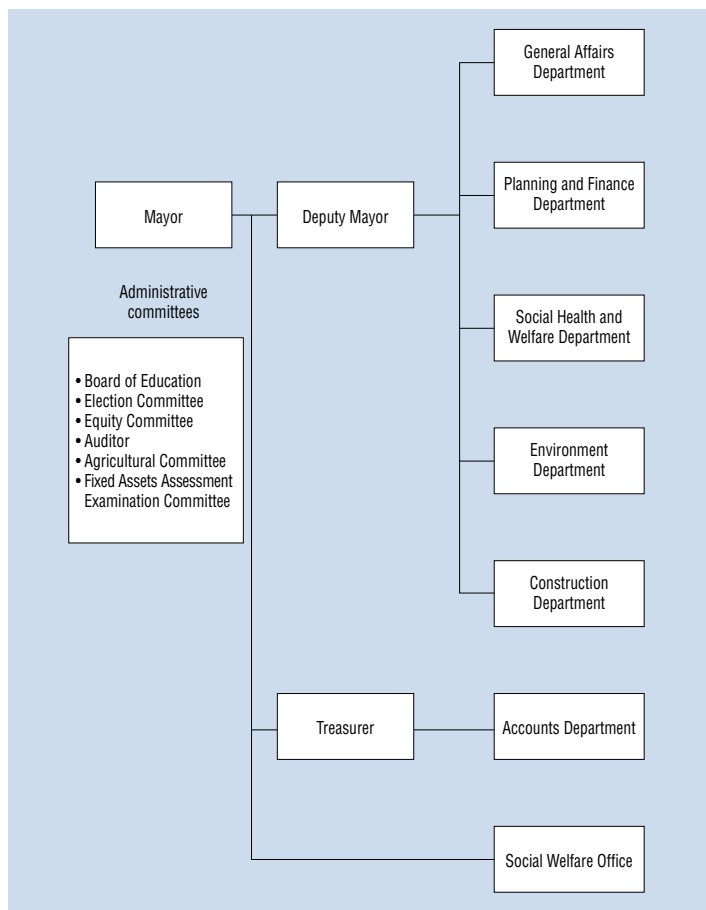 General Affairs
Department
Planning and Finance
Department
Mayor
Deputy Mayor
Administrative
committees
Social Health and
Welfare Department
• Board of Education
• Election Committee
• Equity Committee
• Auditor
• Agricultural Committee
• Fixed Assets Assessment
Examination Committee
Environment
Department
Construction
Department
Treasurer
Accounts Department
Social Welfare Office